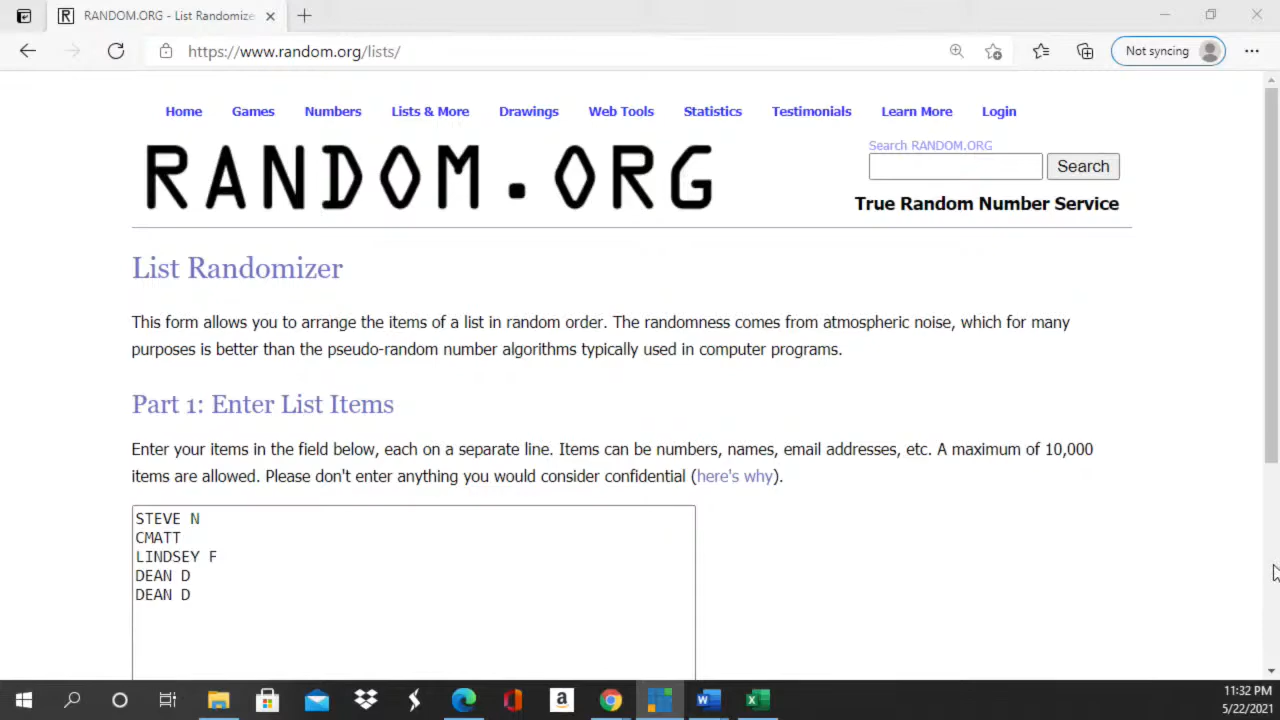 RANDOM.ORG - List Randomize
https://www.random.org/lists/
Not syncing
Home Games Numbers Lists & More Drawings Web Tools Statistics Testimonials Learn More Login
RANDOM.ORG
Search RANDOM.ORG
Search
True Random Number Service
List Randomizer
This form allows you to arrange the items of a list in random order. The randomness comes from atmospheric noise, which for many
purposes is better than the pseudo-random number algorithms typically used in computer programs.
Part 1: Enter List Items
Enter your items in the field below, each on a separate line. Items can be numbers, names, email addresses, etc. A maximum of 10,000
items are allowed. Please don't enter anything you would consider confidential (here's why).
STEVE N
CMATT
LINDSEY F
DEAN D
DEAN D
11:32 PM
5/22/2021